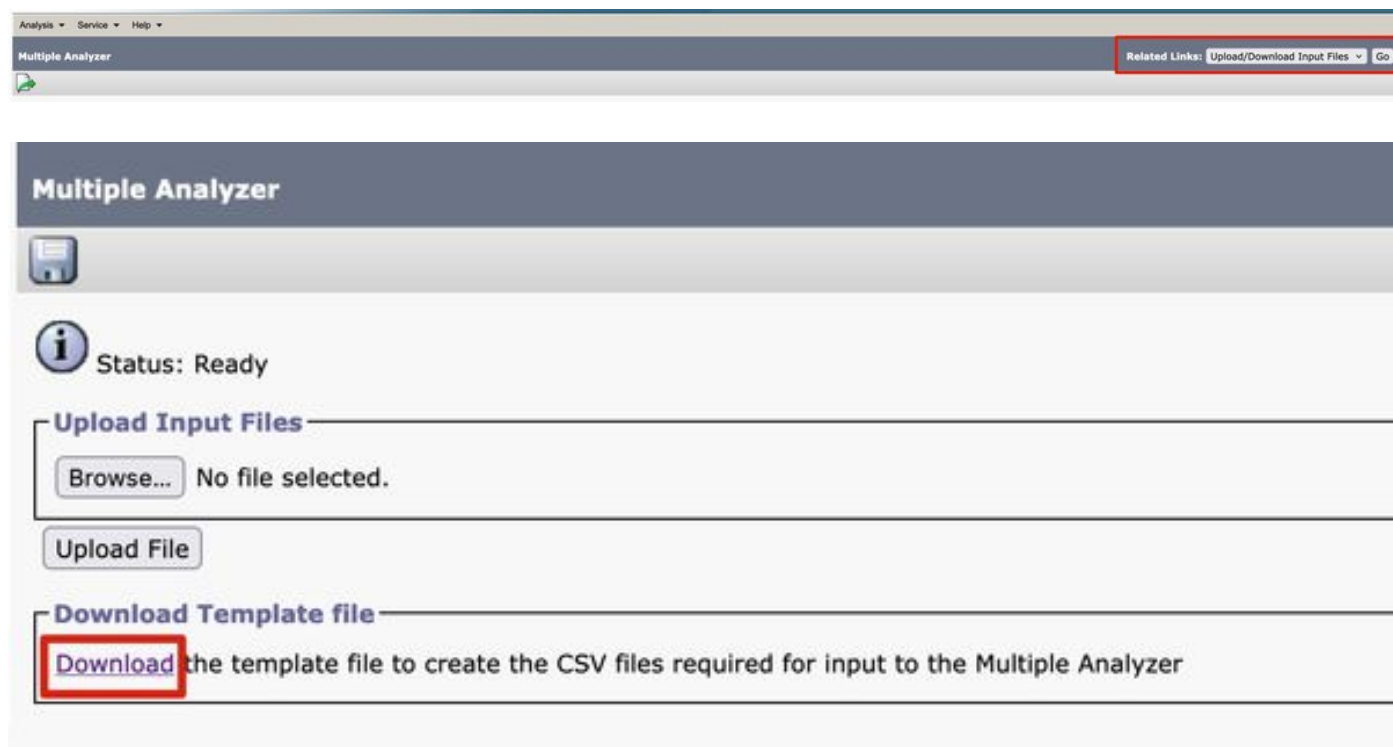 Analysis Service Help
Multiple Analyzer Related Links: Upload/Download Input Files Go
Multiple Analyzer
i Status: Ready
Upload Input Files
Browse... No file selected.
Upload File
Download Template file
Download the template file to create the CSV files required for input to the Multiple Analyzer